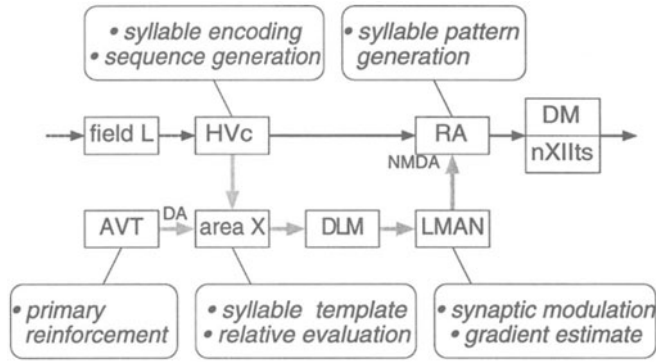 • syllable encoding
• sequence generation
• syllable pattern
generation
field L
HVc
RA
DM
nXIIts
NMDA
AVT
DA
area X
DLM
LMAN
• primary
reinforcement
• syllable template
• relative evaluation
• synaptic modulation
• gradient estimate